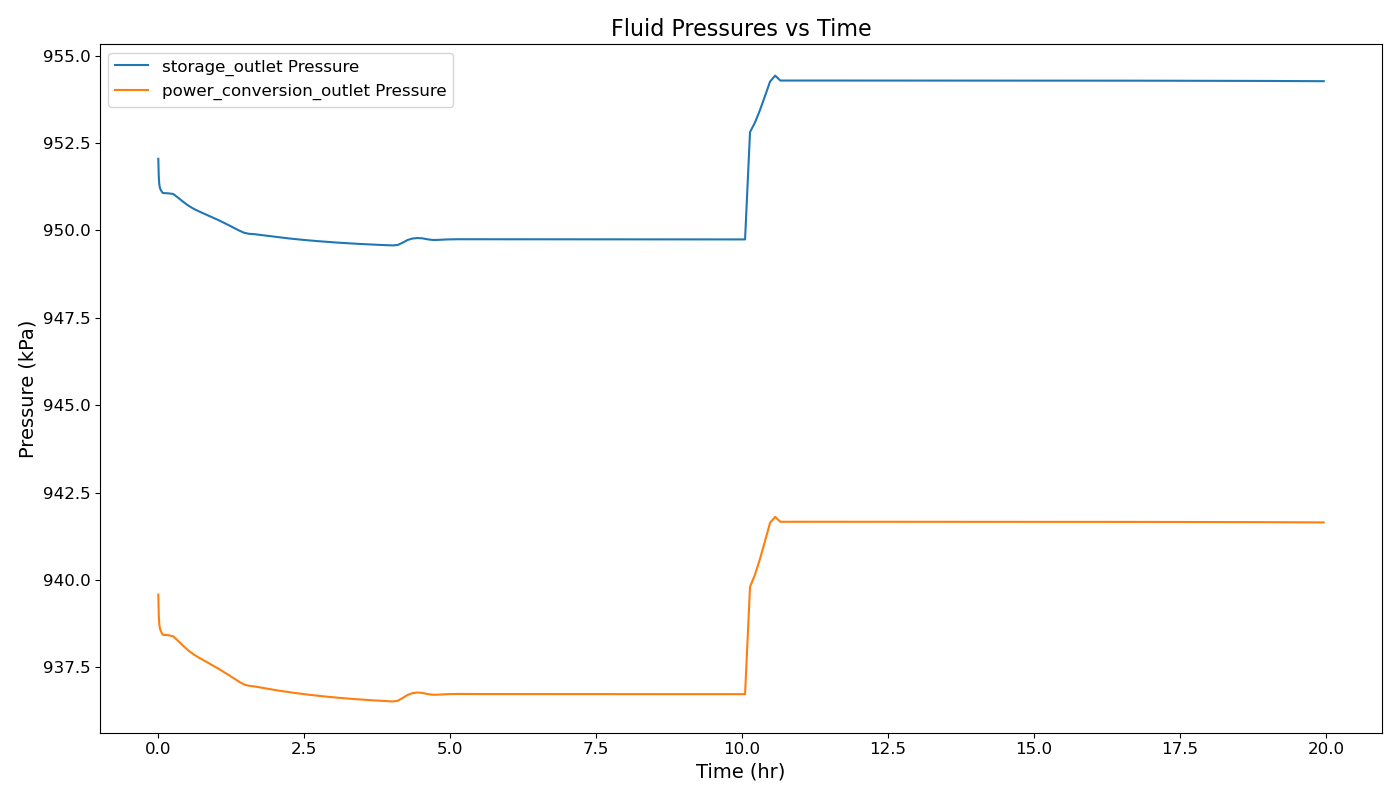 Fluid Pressures vs Time
storage_outlet Pressure
power_conversion_outlet Pressure
Pressure (kPa)
955.0
952.5
950.0
947.5
945.0
942.5
940.0
937.5
0.0 2.5 5.0 7.5 10.0 12.5 15.0 17.5 20.0
Time (hr)